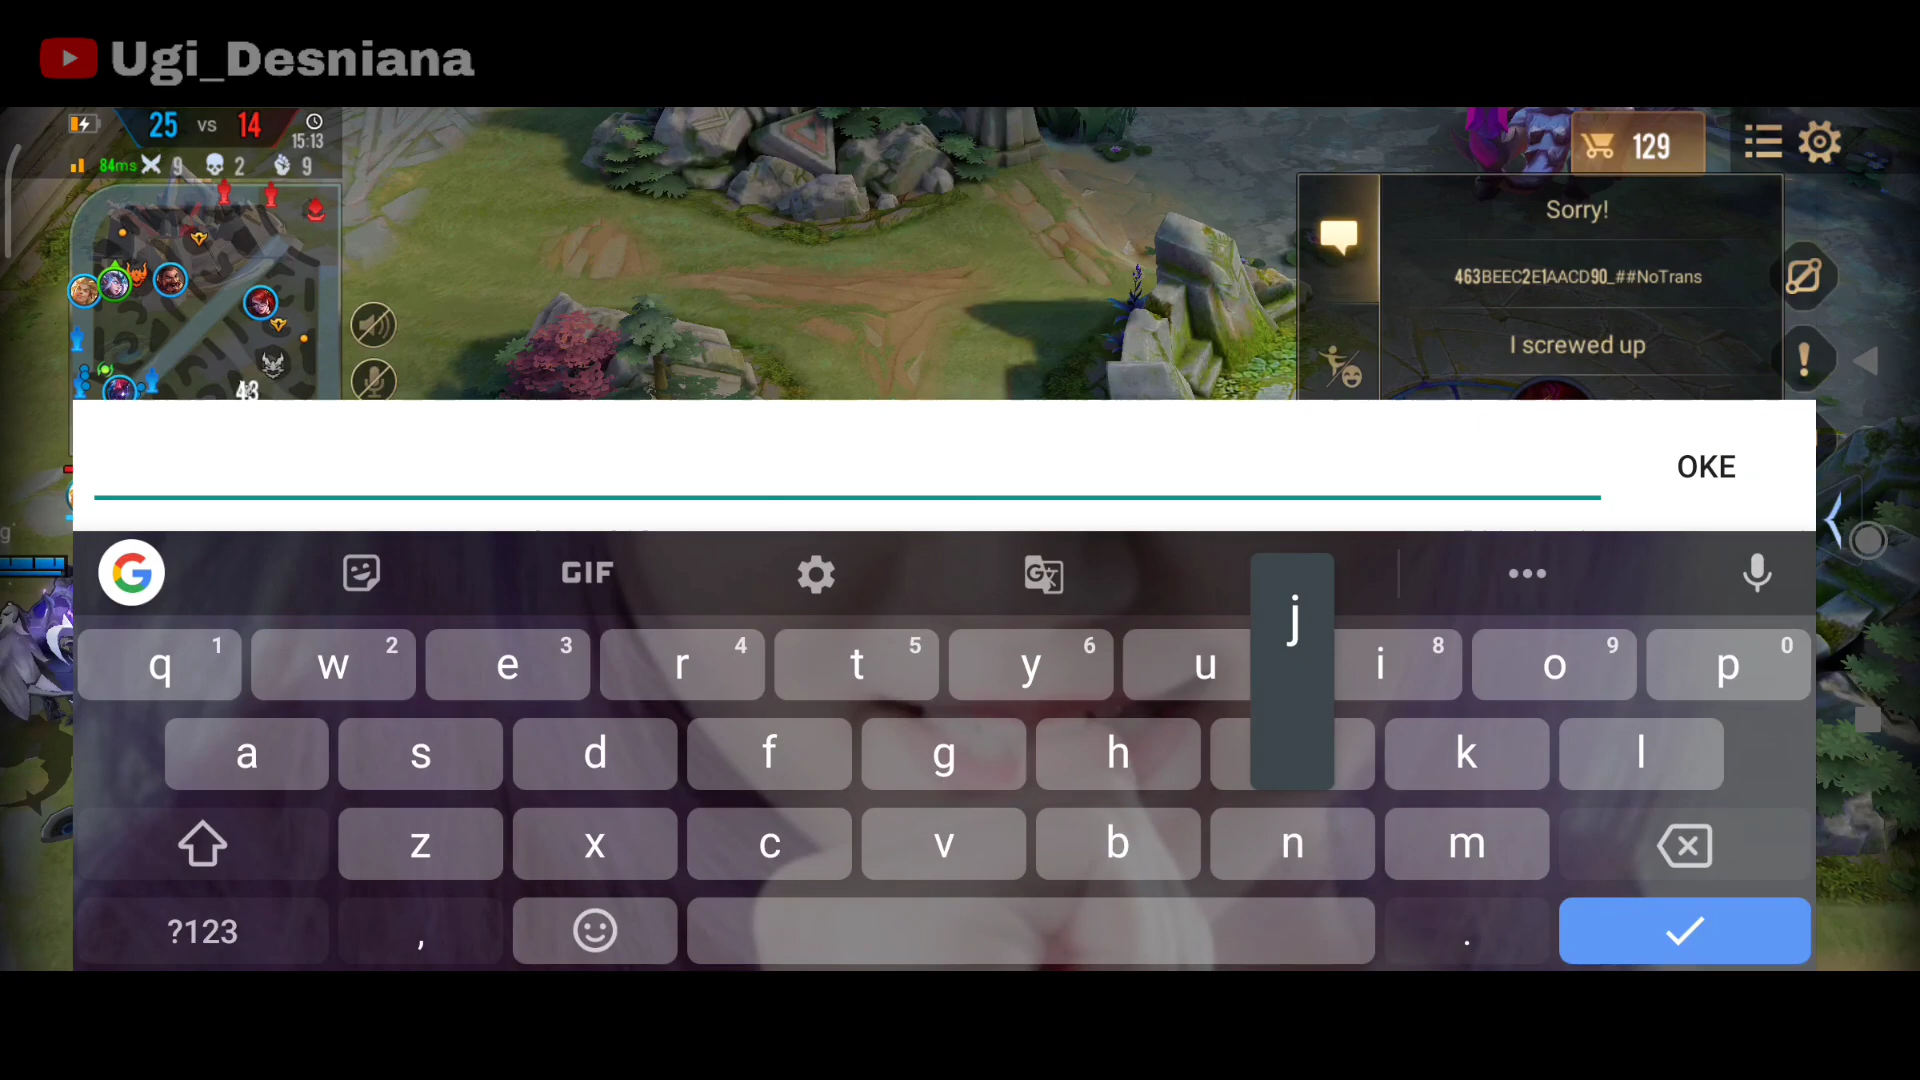 Ugi_Desniana
25 VS 14
15:13
84ms 9 2 9
129
Sorry!
463BEEC2E1AACD90_##NoTrans
I screwed up
43
OKE
GIF
j
q 1 w 2 e 3 r 4 t 5 y 6 u i 8 o 9 p 0
a s d f g h k l
z x c v b n m
?123 , .